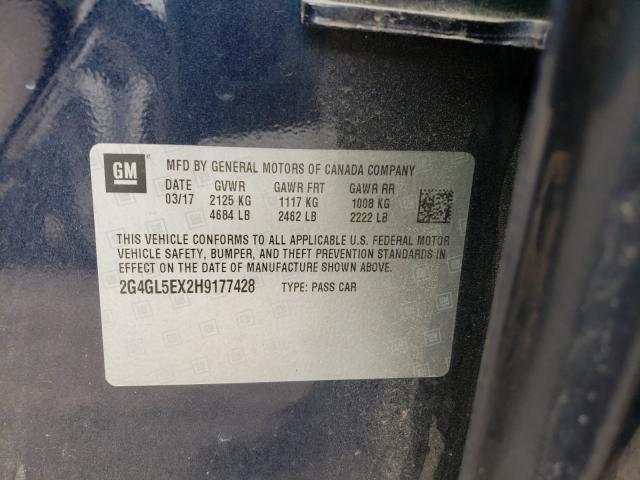 GM
MFD BY GENERAL MOTORS OF CANADA COMPANY
DATE GVWR GAWR FRT GAWR RR
03/17 2125 KG 1117 KG 1008 KG
4684 LB 2462 LB 2222 LB
THIS VEHICLE CONFORMS TO ALL APPLICABLE U.S. FEDERAL MOTOR
VEHICLE SAFETY, BUMPER, AND THEFT PREVENTION STANDARDS IN
EFFECT ON THE DATE OF MANUFACTURE SHOWN ABOVE.
2G4GL5EX2H9177428 TYPE: PASS CAR